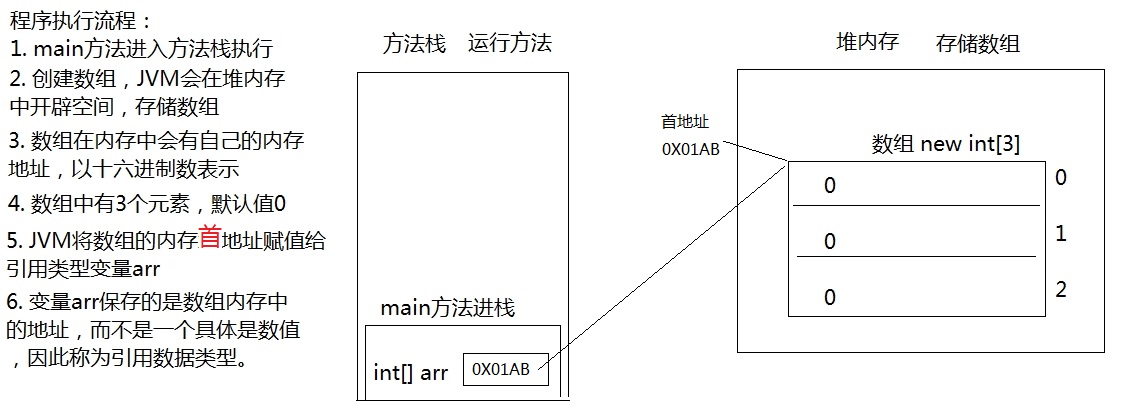 程序执行流程：
1. main方法进入方法栈执行
2. 创建数组，JVM会在堆内存
中开辟空间，存储数组
3. 数组在内存中会有自己的内存
地址，以十六进制数表示
4. 数组中有3个元素，默认值0
5. JVM将数组的内存首地址赋值给
引用类型变量arr
6. 变量arr保存的是数组内存中
的地址，而不是一个具体是数值
，因此称为引用数据类型。
方法栈 运行方法
main方法进栈
int[] arr 0X01AB
首地址
0X01AB
堆内存 存储数组
数组 new int[3]
0 0
0 1
0 2